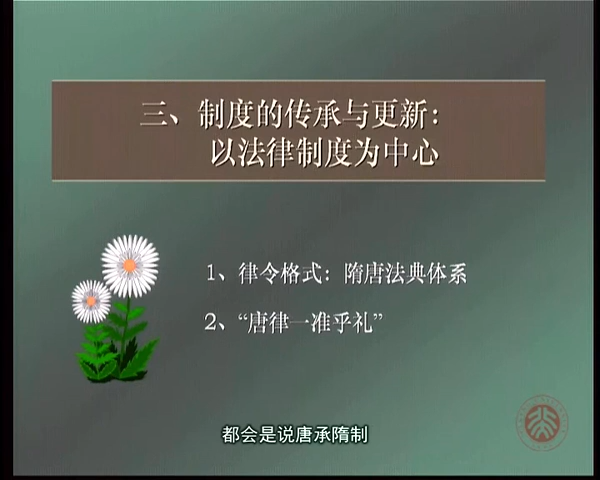 三、制度的传承与更新：
以法律制度为中心
1、律令格式：隋唐法典体系
2、“唐律一准乎礼”
都会是说唐承隋制